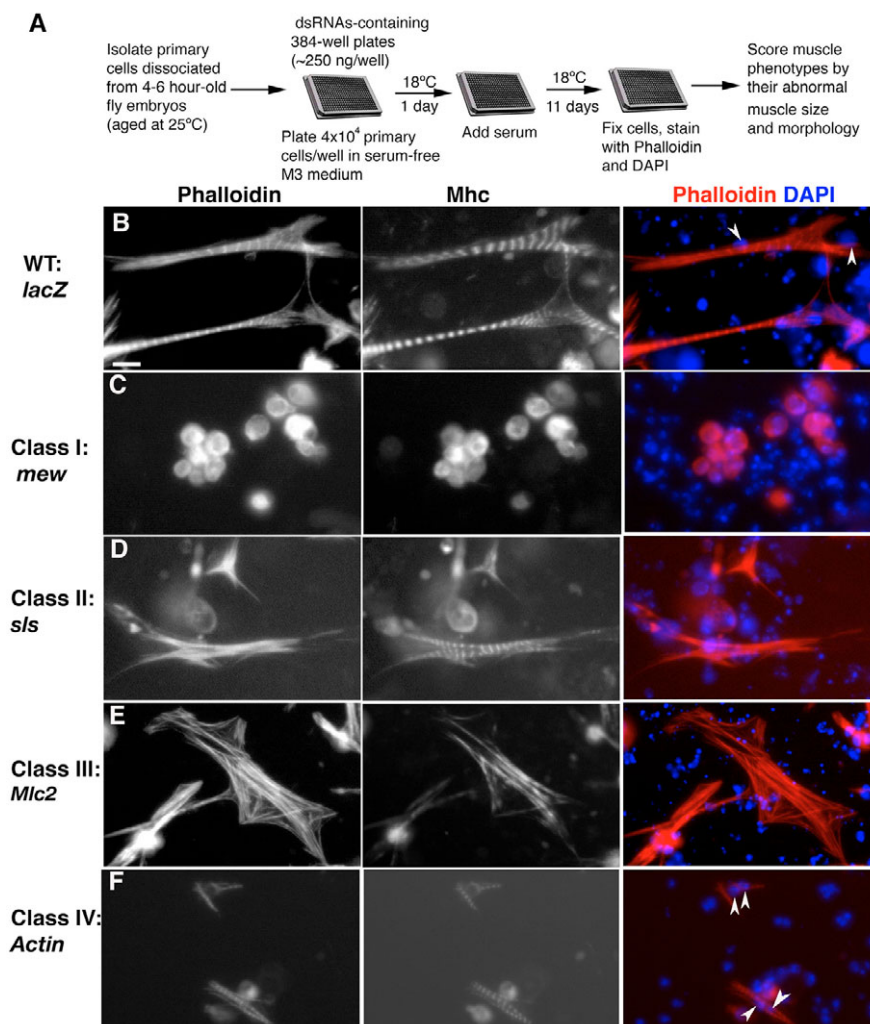 A
Isolate primary
cells dissociated
from 4-6 hour-old
fly embryos
(aged at 25ºC)
dsRNAs-containing
384-well plates
(~250 ng/well)
Plate 4x10⁴ primary
cells/well in serum-free
M3 medium
18ºC
1 day
Add serum
18ºC
11 days
Fix cells, stain
with Phalloidin
and DAPI
Score muscle
phenotypes by
their abnormal
muscle size
and morphology
Phalloidin
Mhc
Phalloidin DAPI
B
WT:
lacZ
C
Class I:
mew
D
Class II:
sls
E
Class III:
Mlc2
F
Class IV:
Actin